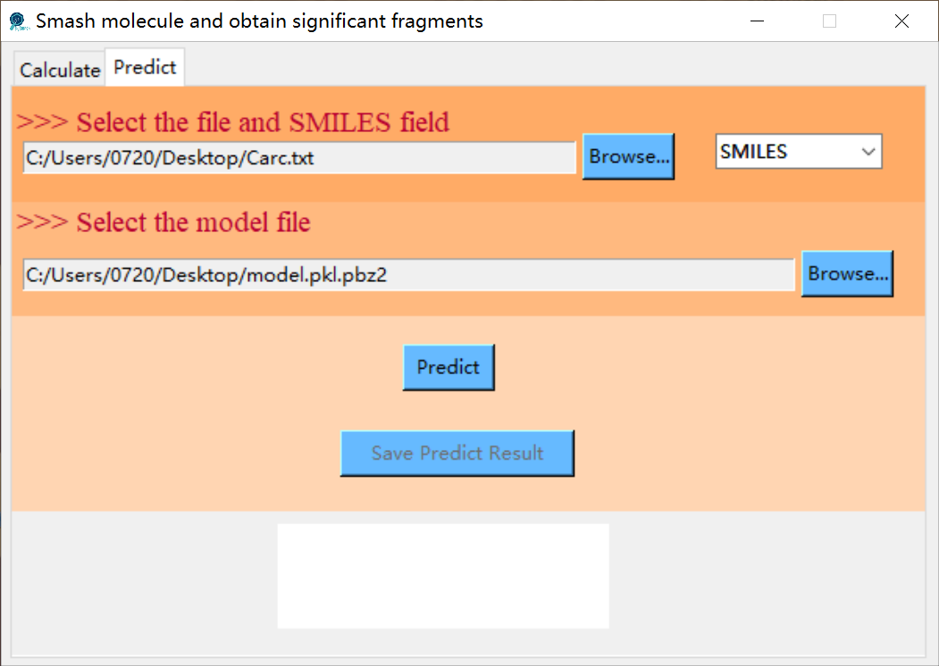 Smash molecule and obtain significant fragments
Calculate Predict
>>> Select the file and SMILES field
C:/Users/0720/Desktop/Carc.txt Browse... SMILES
>>> Select the model file
C:/Users/0720/Desktop/model.pkl.pbz2 Browse...
Predict
Save Predict Result